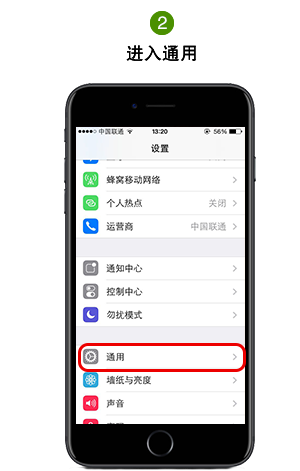 2
进入通用
中国联通 13:20 56%
设置
蜂窝移动网络
个人热点 关闭
运营商 中国联通
通知中心
控制中心
勿扰模式
通用
墙纸与亮度
声音